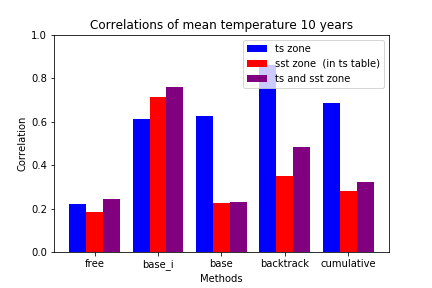 Correlations of mean temperature 10 years
1.0
0.8
0.6
0.4
0.2
0.0
Correlation
ts zone
sst zone  (in ts table)
ts and sst zone
free
base_i
base
backtrack
cumulative
Methods